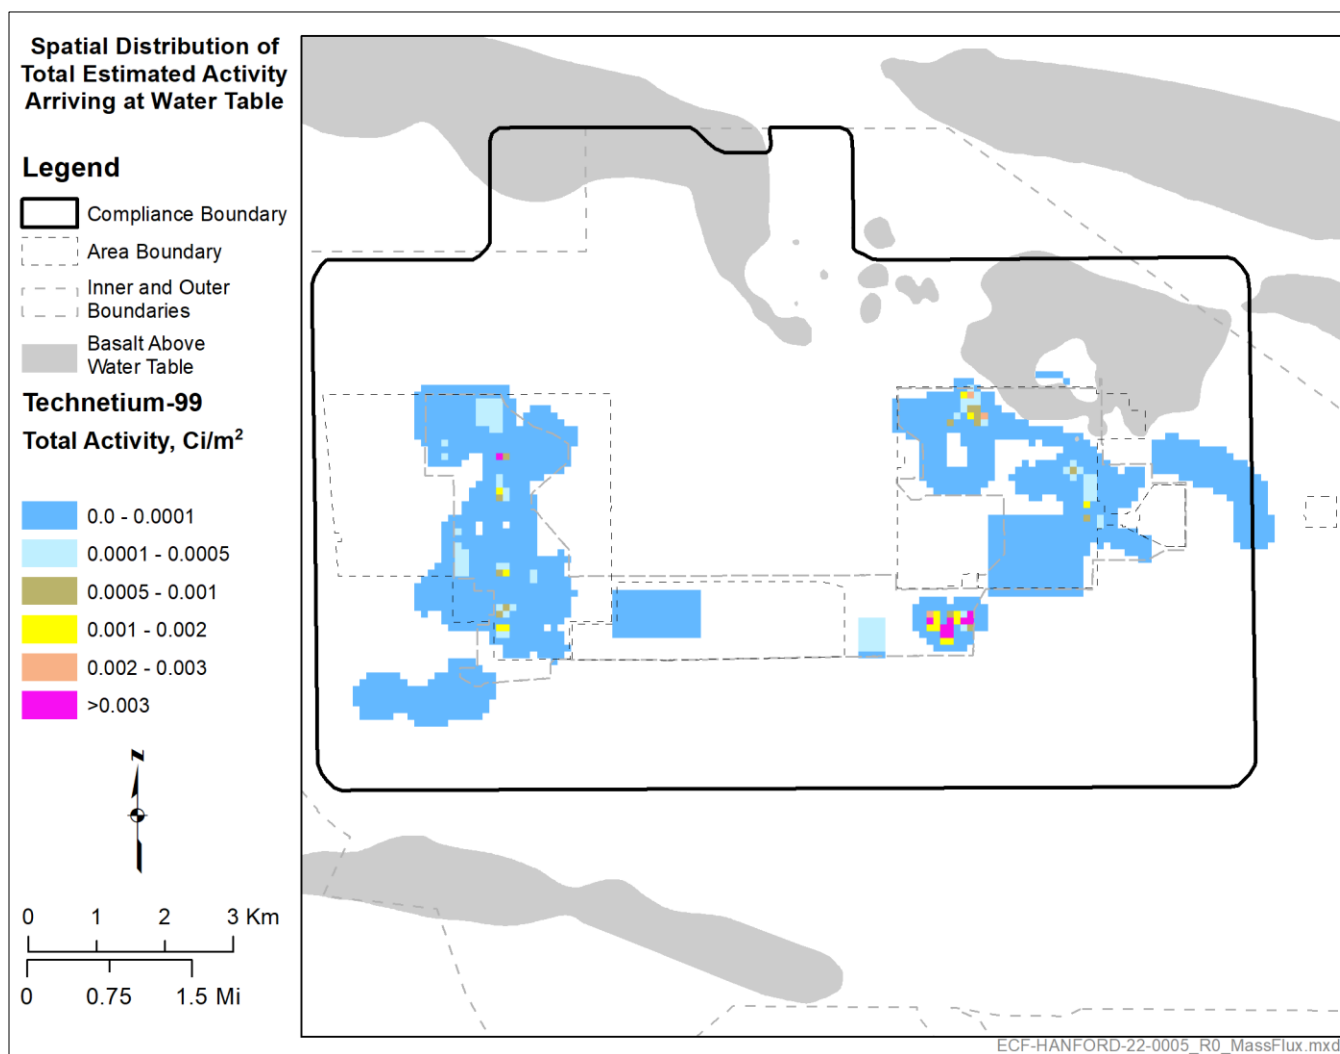 Spatial Distribution of
Total Estimated Activity
Arriving at Water Table
Legend
Compliance Boundary
Area Boundary
Inner and Outer
Boundaries
Basalt Above
Water Table
Technetium-99
Total Activity, Ci/m²
0.0 - 0.0001
0.0001 - 0.0005
0.0005 - 0.001
0.001 - 0.002
0.002 - 0.003
>0.003
N
0 1 2 3 Km
0 0.75 1.5 Mi
ECF-HANFORD-22-0005_R0_MassFlux.mxd